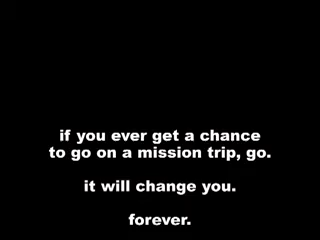 if you ever get a chance
to go on a mission trip, go.
it will change you.
forever.